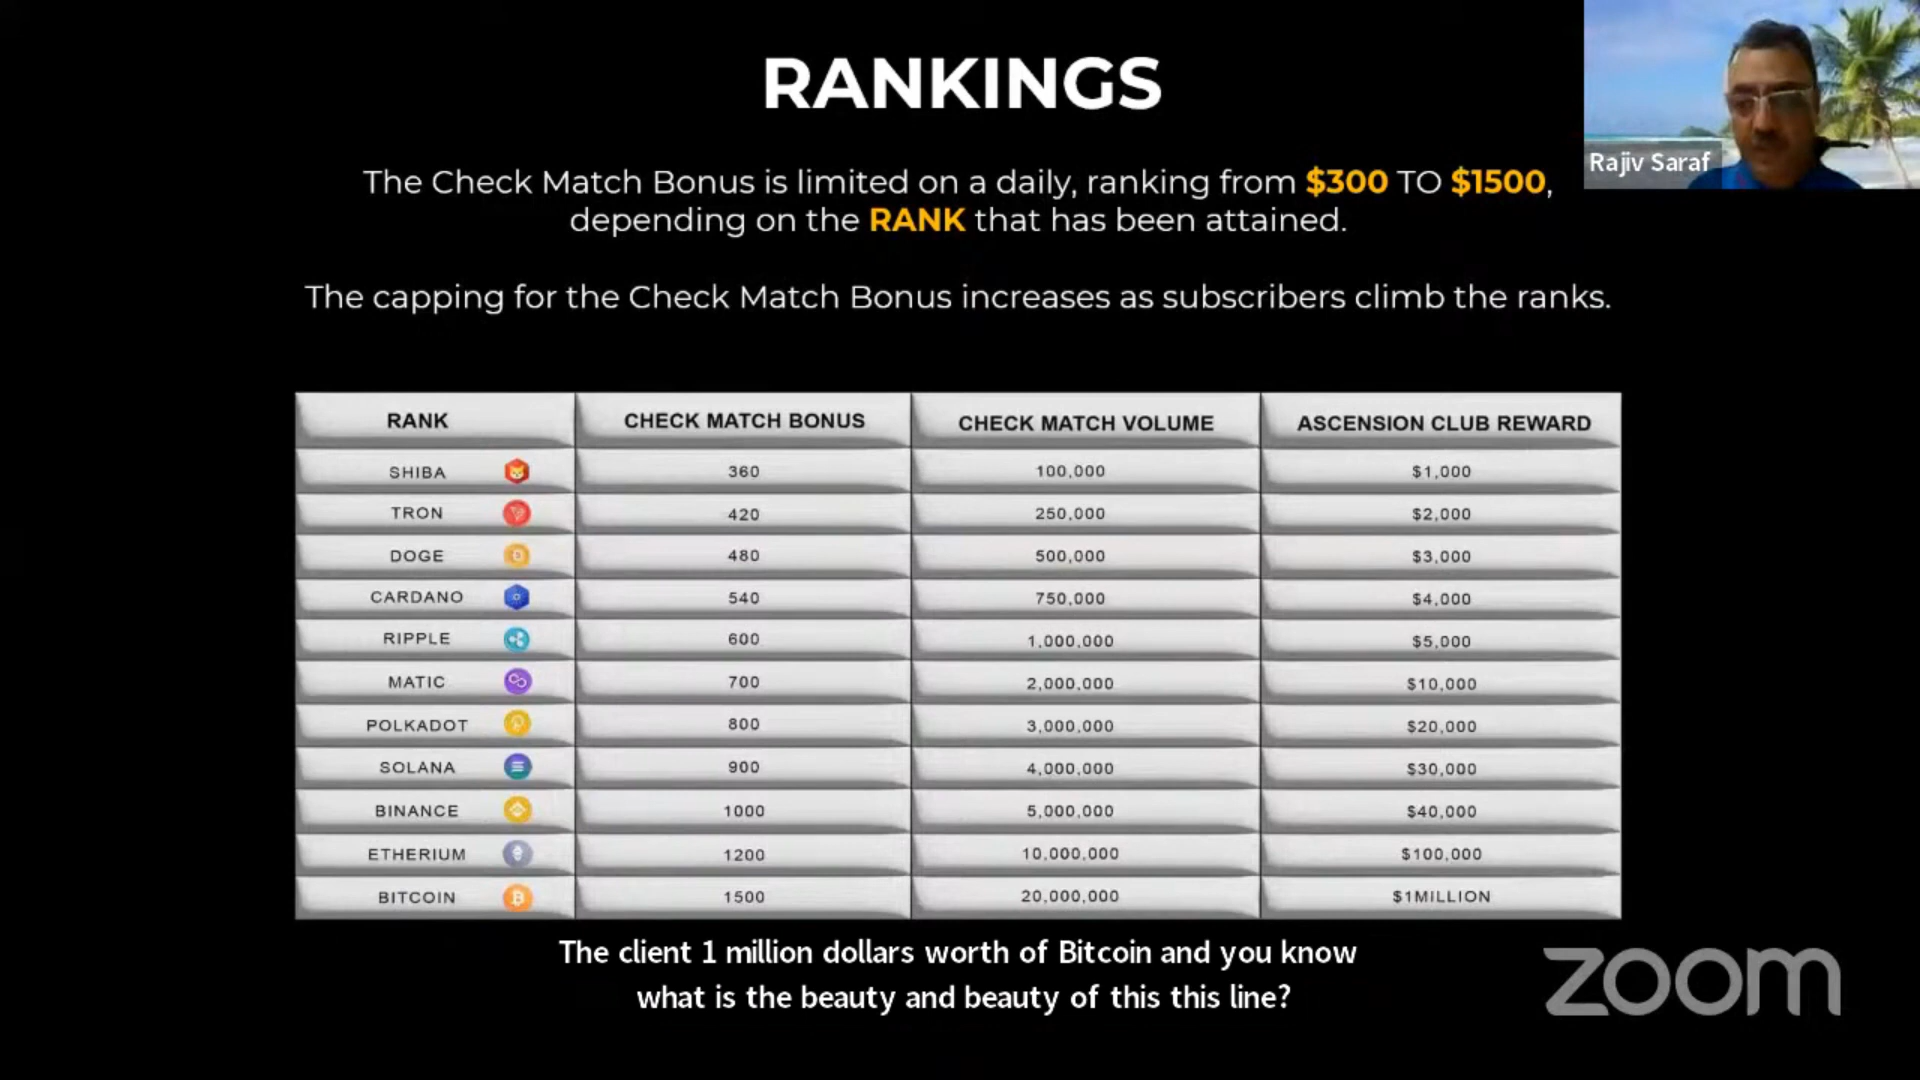 RANKINGS
Rajiv Saraf
The Check Match Bonus is limited on a daily, ranking from $300 TO $1500,
depending on the RANK that has been attained.
The capping for the Check Match Bonus increases as subscribers climb the ranks.
RANK CHECK MATCH BONUS CHECK MATCH VOLUME ASCENSION CLUB REWARD
SHIBA 360 100,000 $1,000
TRON 420 250,000 $2,000
DOGE 480 500,000 $3,000
CARDANO 540 750,000 $4,000
RIPPLE 600 1,000,000 $5,000
MATIC 700 2,000,000 $10,000
POLKADOT 800 3,000,000 $20,000
SOLANA 900 4,000,000 $30,000
BINANCE 1000 5,000,000 $40,000
ETHERIUM 1200 10,000,000 $100,000
BITCOIN 1500 20,000,000 $1MILLION
The client 1 million dollars worth of Bitcoin and you know
what is the beauty and beauty of this this line?
zoom